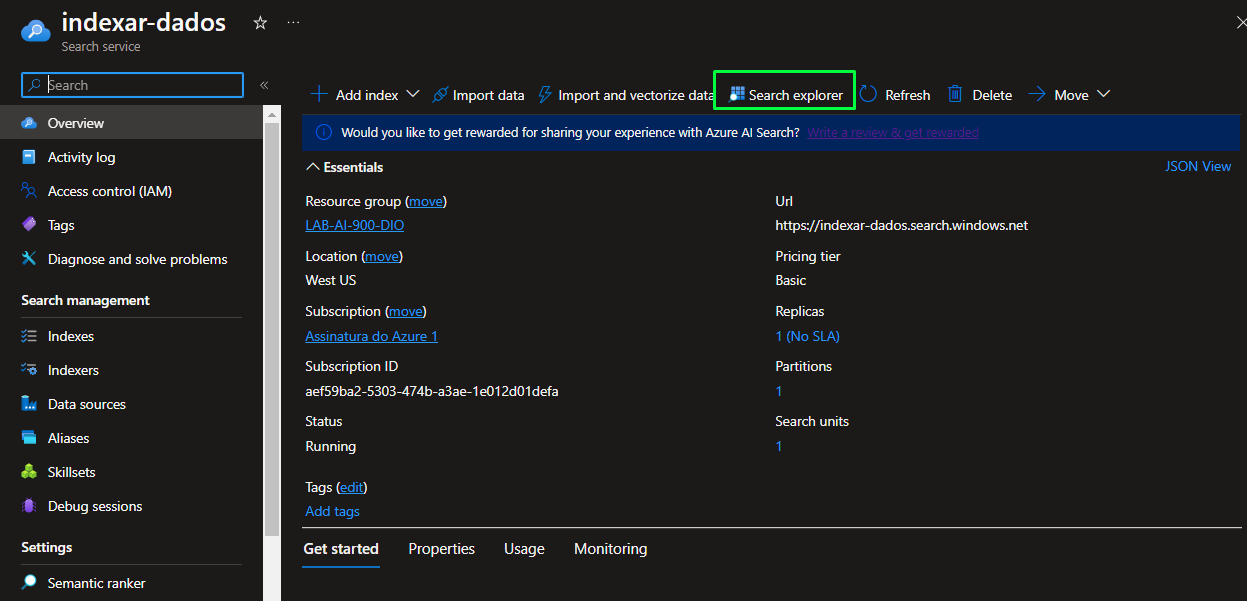 indexar-dados
Search service
Search
Add index
Import data
Import and vectorize data
Search explorer
Refresh
Delete
Move
Overview
Activity log
Access control (IAM)
Tags
Diagnose and solve problems
Search management
Indexes
Indexers
Data sources
Aliases
Skillsets
Debug sessions
Settings
Semantic ranker
Would you like to get rewarded for sharing your experience with Azure AI Search? Write a review & get rewarded
Essentials
JSON View
Resource group (move)
LAB-AI-900-DIO
Location (move)
West US
Subscription (move)
Assinatura do Azure 1
Subscription ID
aef59ba2-5303-474b-a3ae-1e012d01defa
Status
Running
Url
https://indexar-dados.search.windows.net
Pricing tier
Basic
Replicas
1 (No SLA)
Partitions
1
Search units
1
Tags (edit)
Add tags
Get started
Properties
Usage
Monitoring